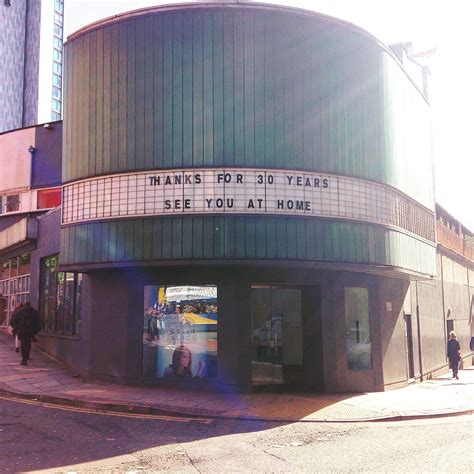 THANKS FOR 30 YEARS
SEE YOU AT HOME